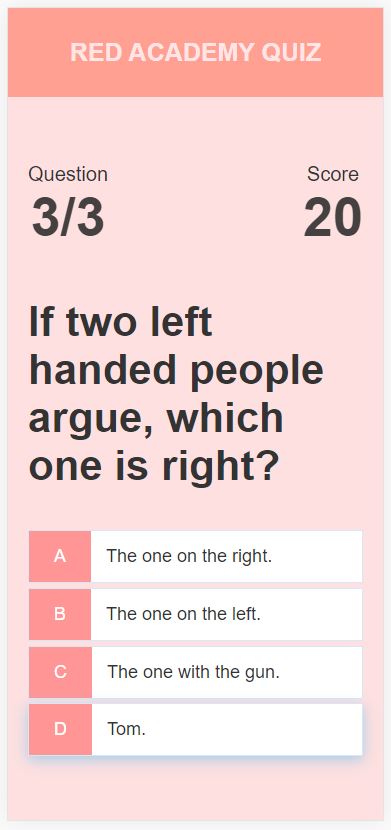 RED ACADEMY QUIZ
Question
Score
3/3
20
If two left
handed people
argue, which
one is right?
A
The one on the right.
B
The one on the left.
C
The one with the gun.
D
Tom.